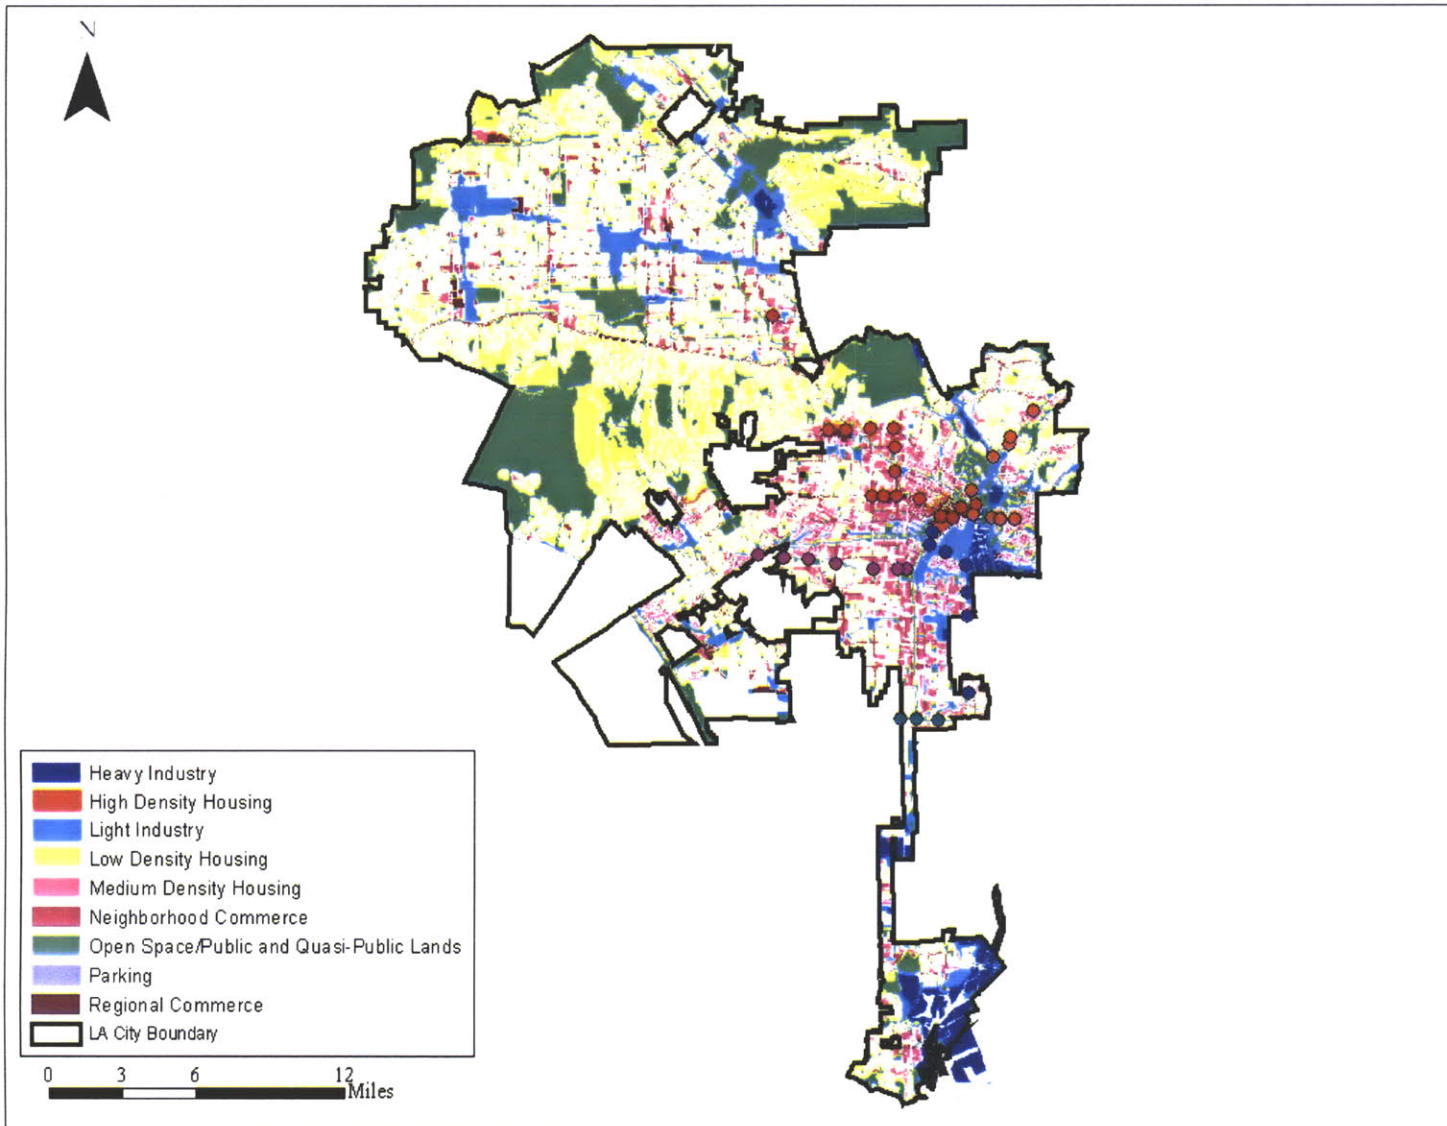 N
Heavy Industry
High Density Housing
Light Industry
Low Density Housing
Medium Density Housing
Neighborhood Commerce
Open Space/Public and Quasi-Public Lands
Parking
Regional Commerce
LA City Boundary
0 3 6 12
Miles